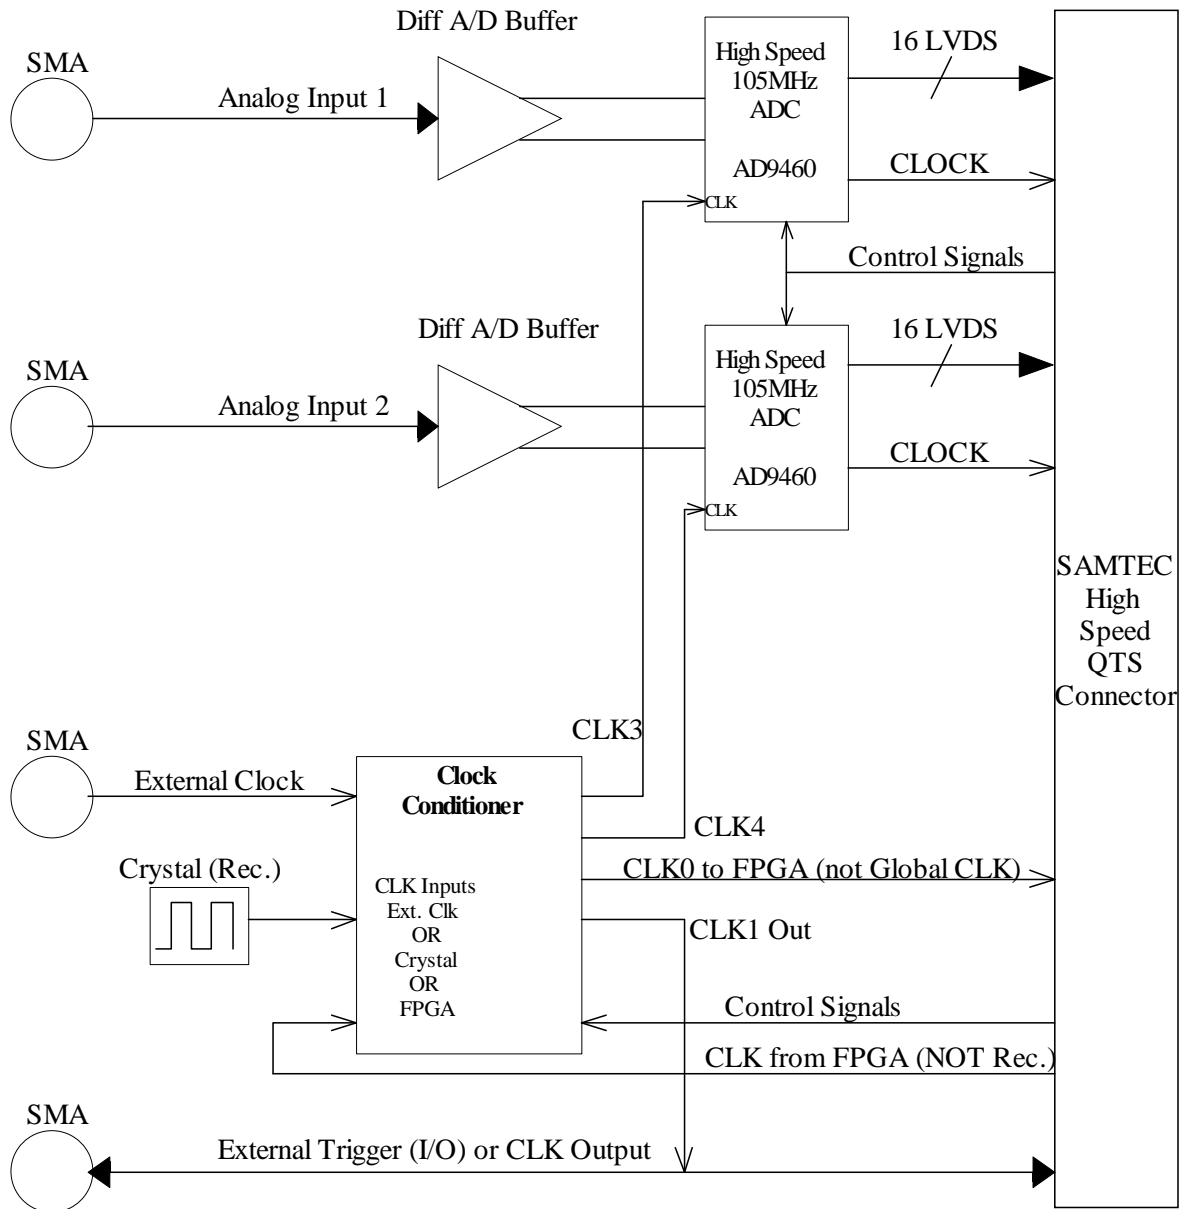 Diff A/D Buffer
SMA
Analog Input 1
High Speed
105MHz
ADC
AD9460
CLK
16 LVDS
CLOCK
Control Signals
Diff A/D Buffer
SMA
Analog Input 2
High Speed
105MHz
ADC
AD9460
CLK
16 LVDS
CLOCK
SAMTEC
High
Speed
QTS
Connector
CLK3
SMA
External Clock
Clock
Conditioner
CLK4
Crystal (Rec.)
CLK Inputs
Ext. Clk
OR
Crystal
OR
FPGA
CLK0 to FPGA (not Global CLK)
CLK1 Out
Control Signals
CLK from FPGA (NOT Rec.)
SMA
External Trigger (I/O) or CLK Output